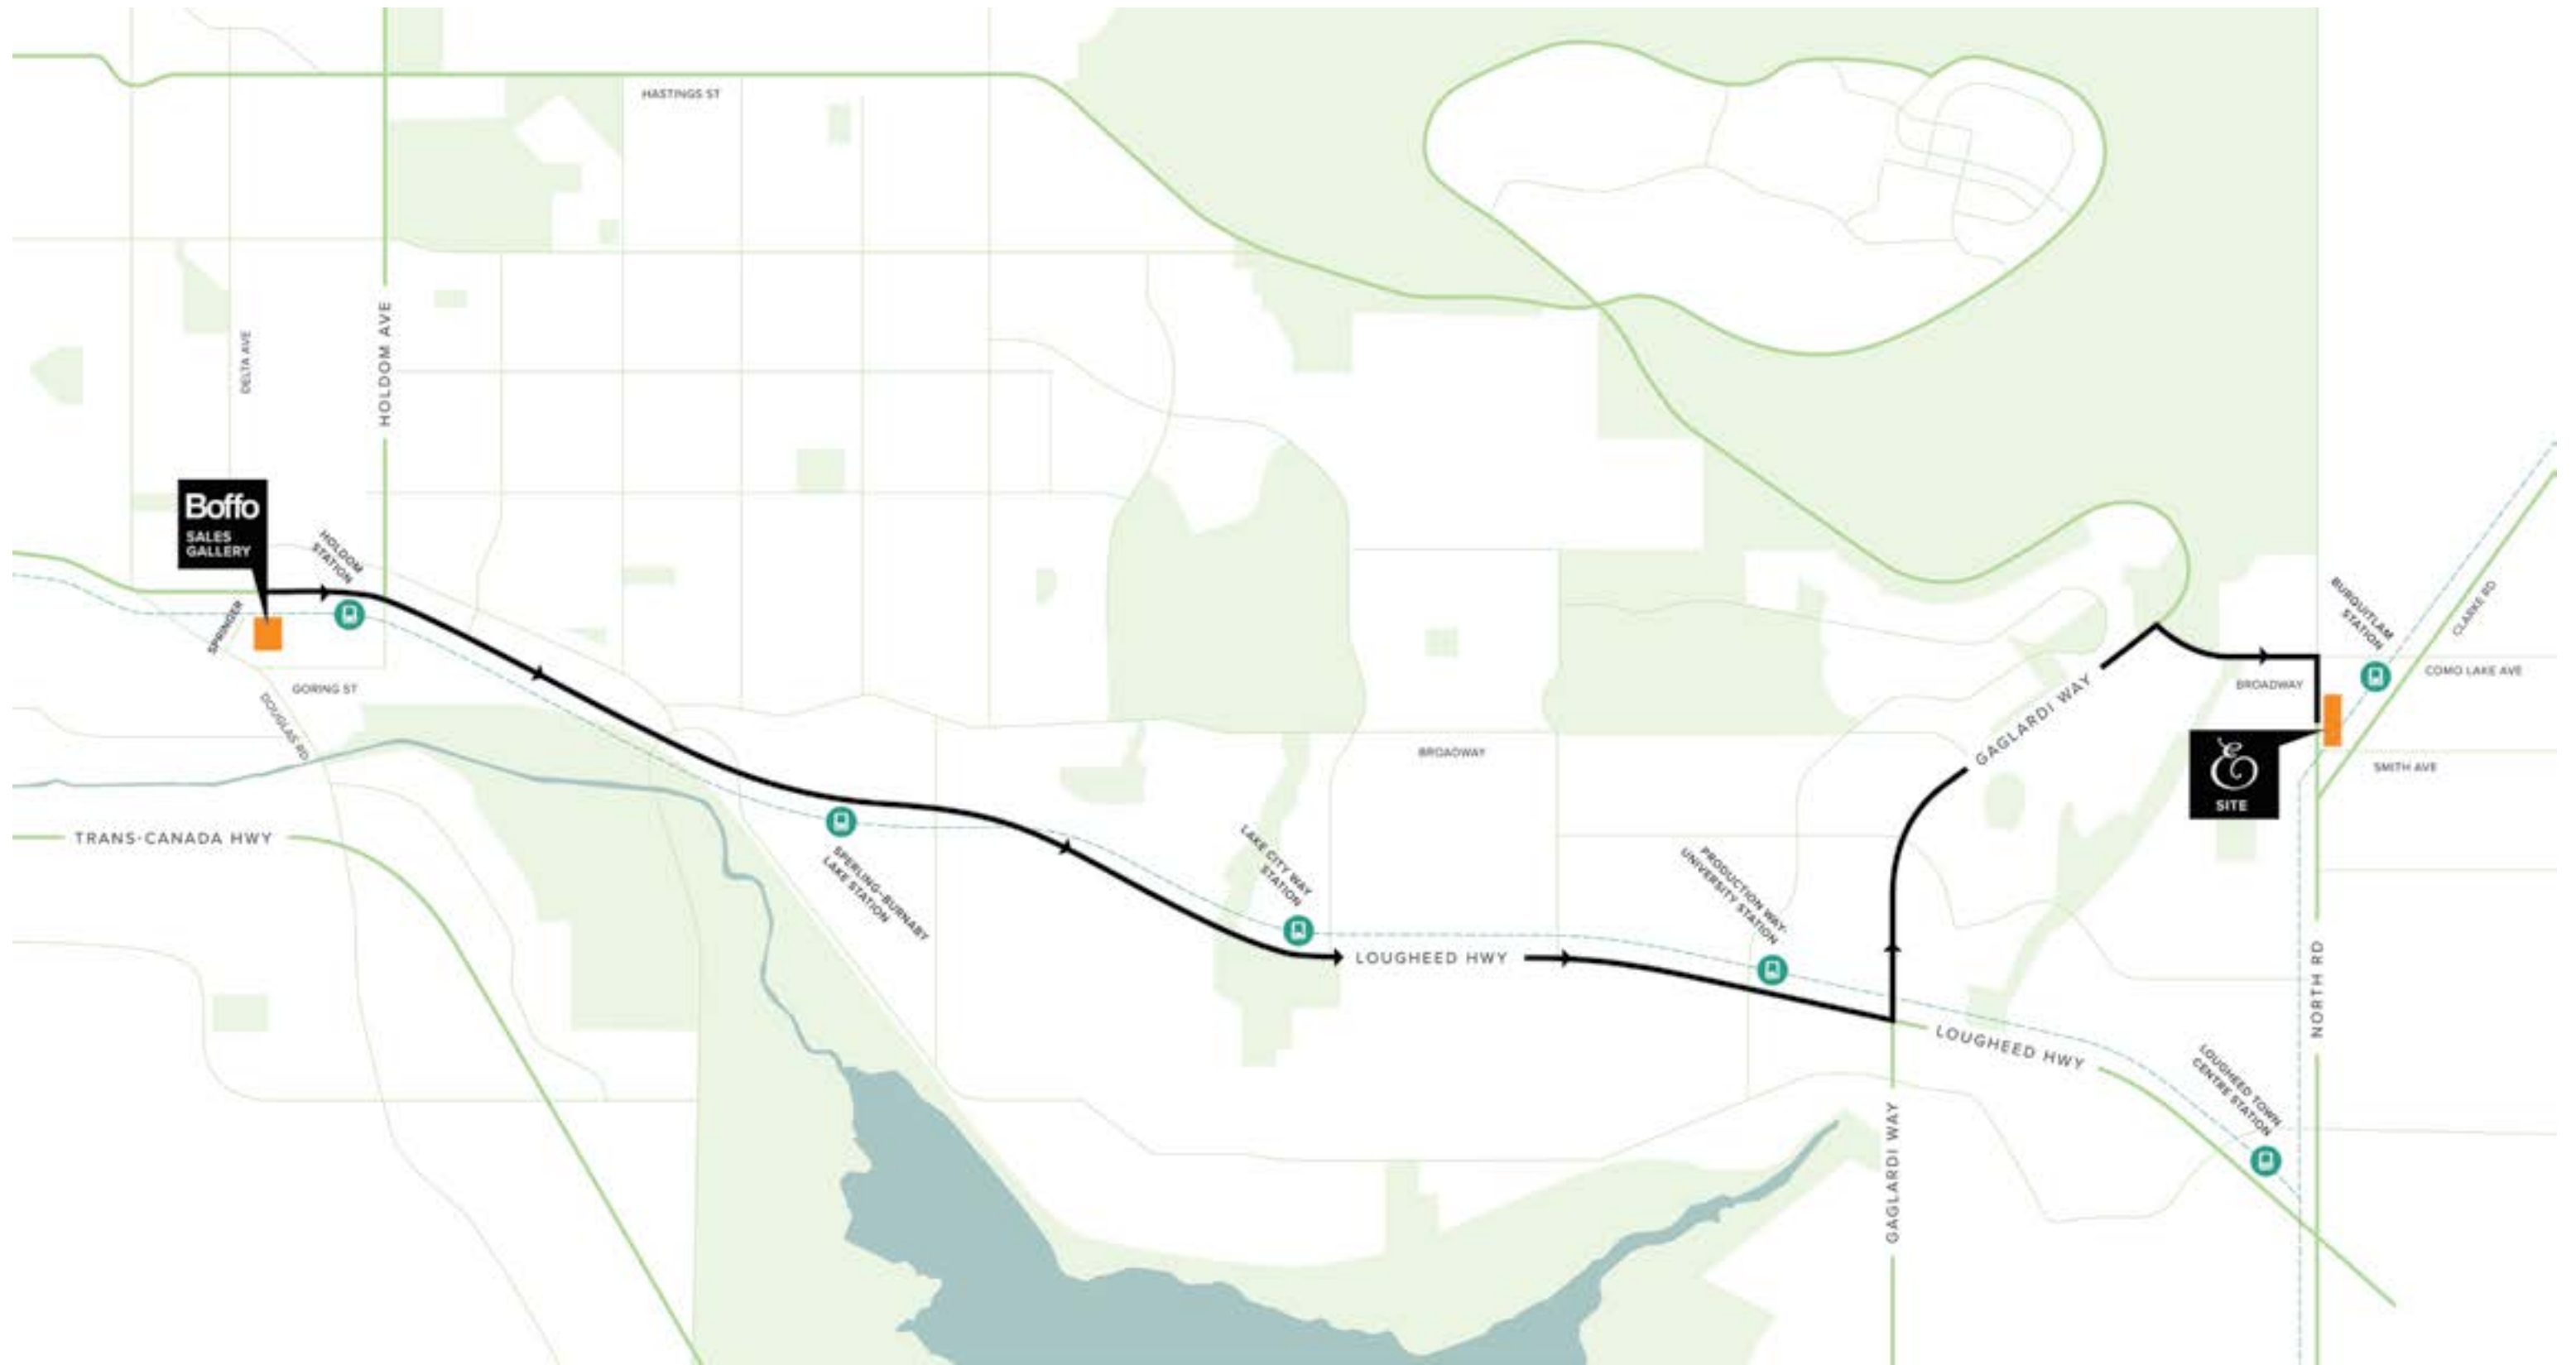 HASTINGS ST
DELTA AVE
HOLDOM AVE
Boffo
SALES
GALLERY
HOLDOM
STATION
SPRINGER
GORING ST
DOUGLAS RD
TRANS-CANADA HWY
SPERLING-BURNABY
LAKE STATION
LAKE CITY WAY
STATION
BROADWAY
LOUGHEED HWY
PRODUCTION WAY-
UNIVERSITY STATION
GAGLARDI WAY
BROADWAY
BURQUITLAM
STATION
CLARKE RD
COMO LAKE AVE
SMITH AVE
E
SITE
NORTH RD
LOUGHEED HWY
LOUGHEED TOWN
CENTRE STATION
GAGLARDI WAY